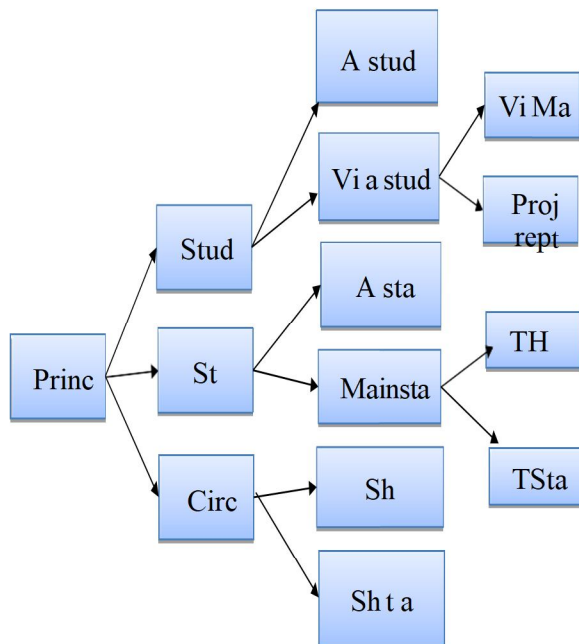 A stud
Vi Ma
Vi a stud
Proj
rept
Stud
A sta
TH
Princ
St
Mainsta
TSta
Circ
Sh
Sh t a